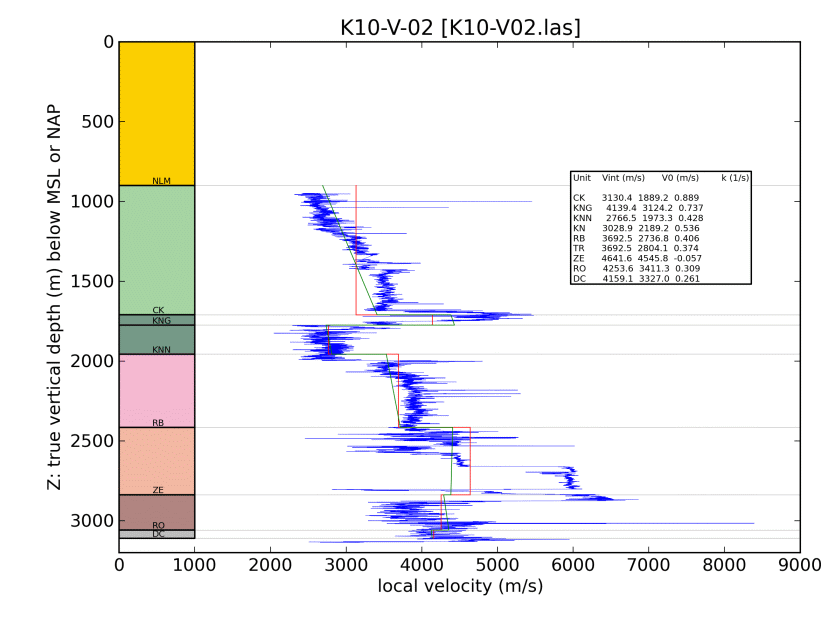 K10-V-02 [K10-V02.las]
Z: true vertical depth (m) below MSL or NAP
0
500
1000
1500
2000
2500
3000
NLM
CK
KNG
KNN
RB
ZE
RO
DC
Unit Vint (m/s) V0 (m/s) k (1/s)
CK 3130.4 1889.2 0.889
KNG 4139.4 3124.2 0.737
KNN 2766.5 1973.3 0.428
KN 3028.9 2189.2 0.536
RB 3692.5 2736.8 0.406
TR 3692.5 2804.1 0.374
ZE 4641.6 4545.8 -0.057
RO 4253.6 3411.3 0.309
DC 4159.1 3327.0 0.261
0 1000 2000 3000 4000 5000 6000 7000 8000 9000
local velocity (m/s)